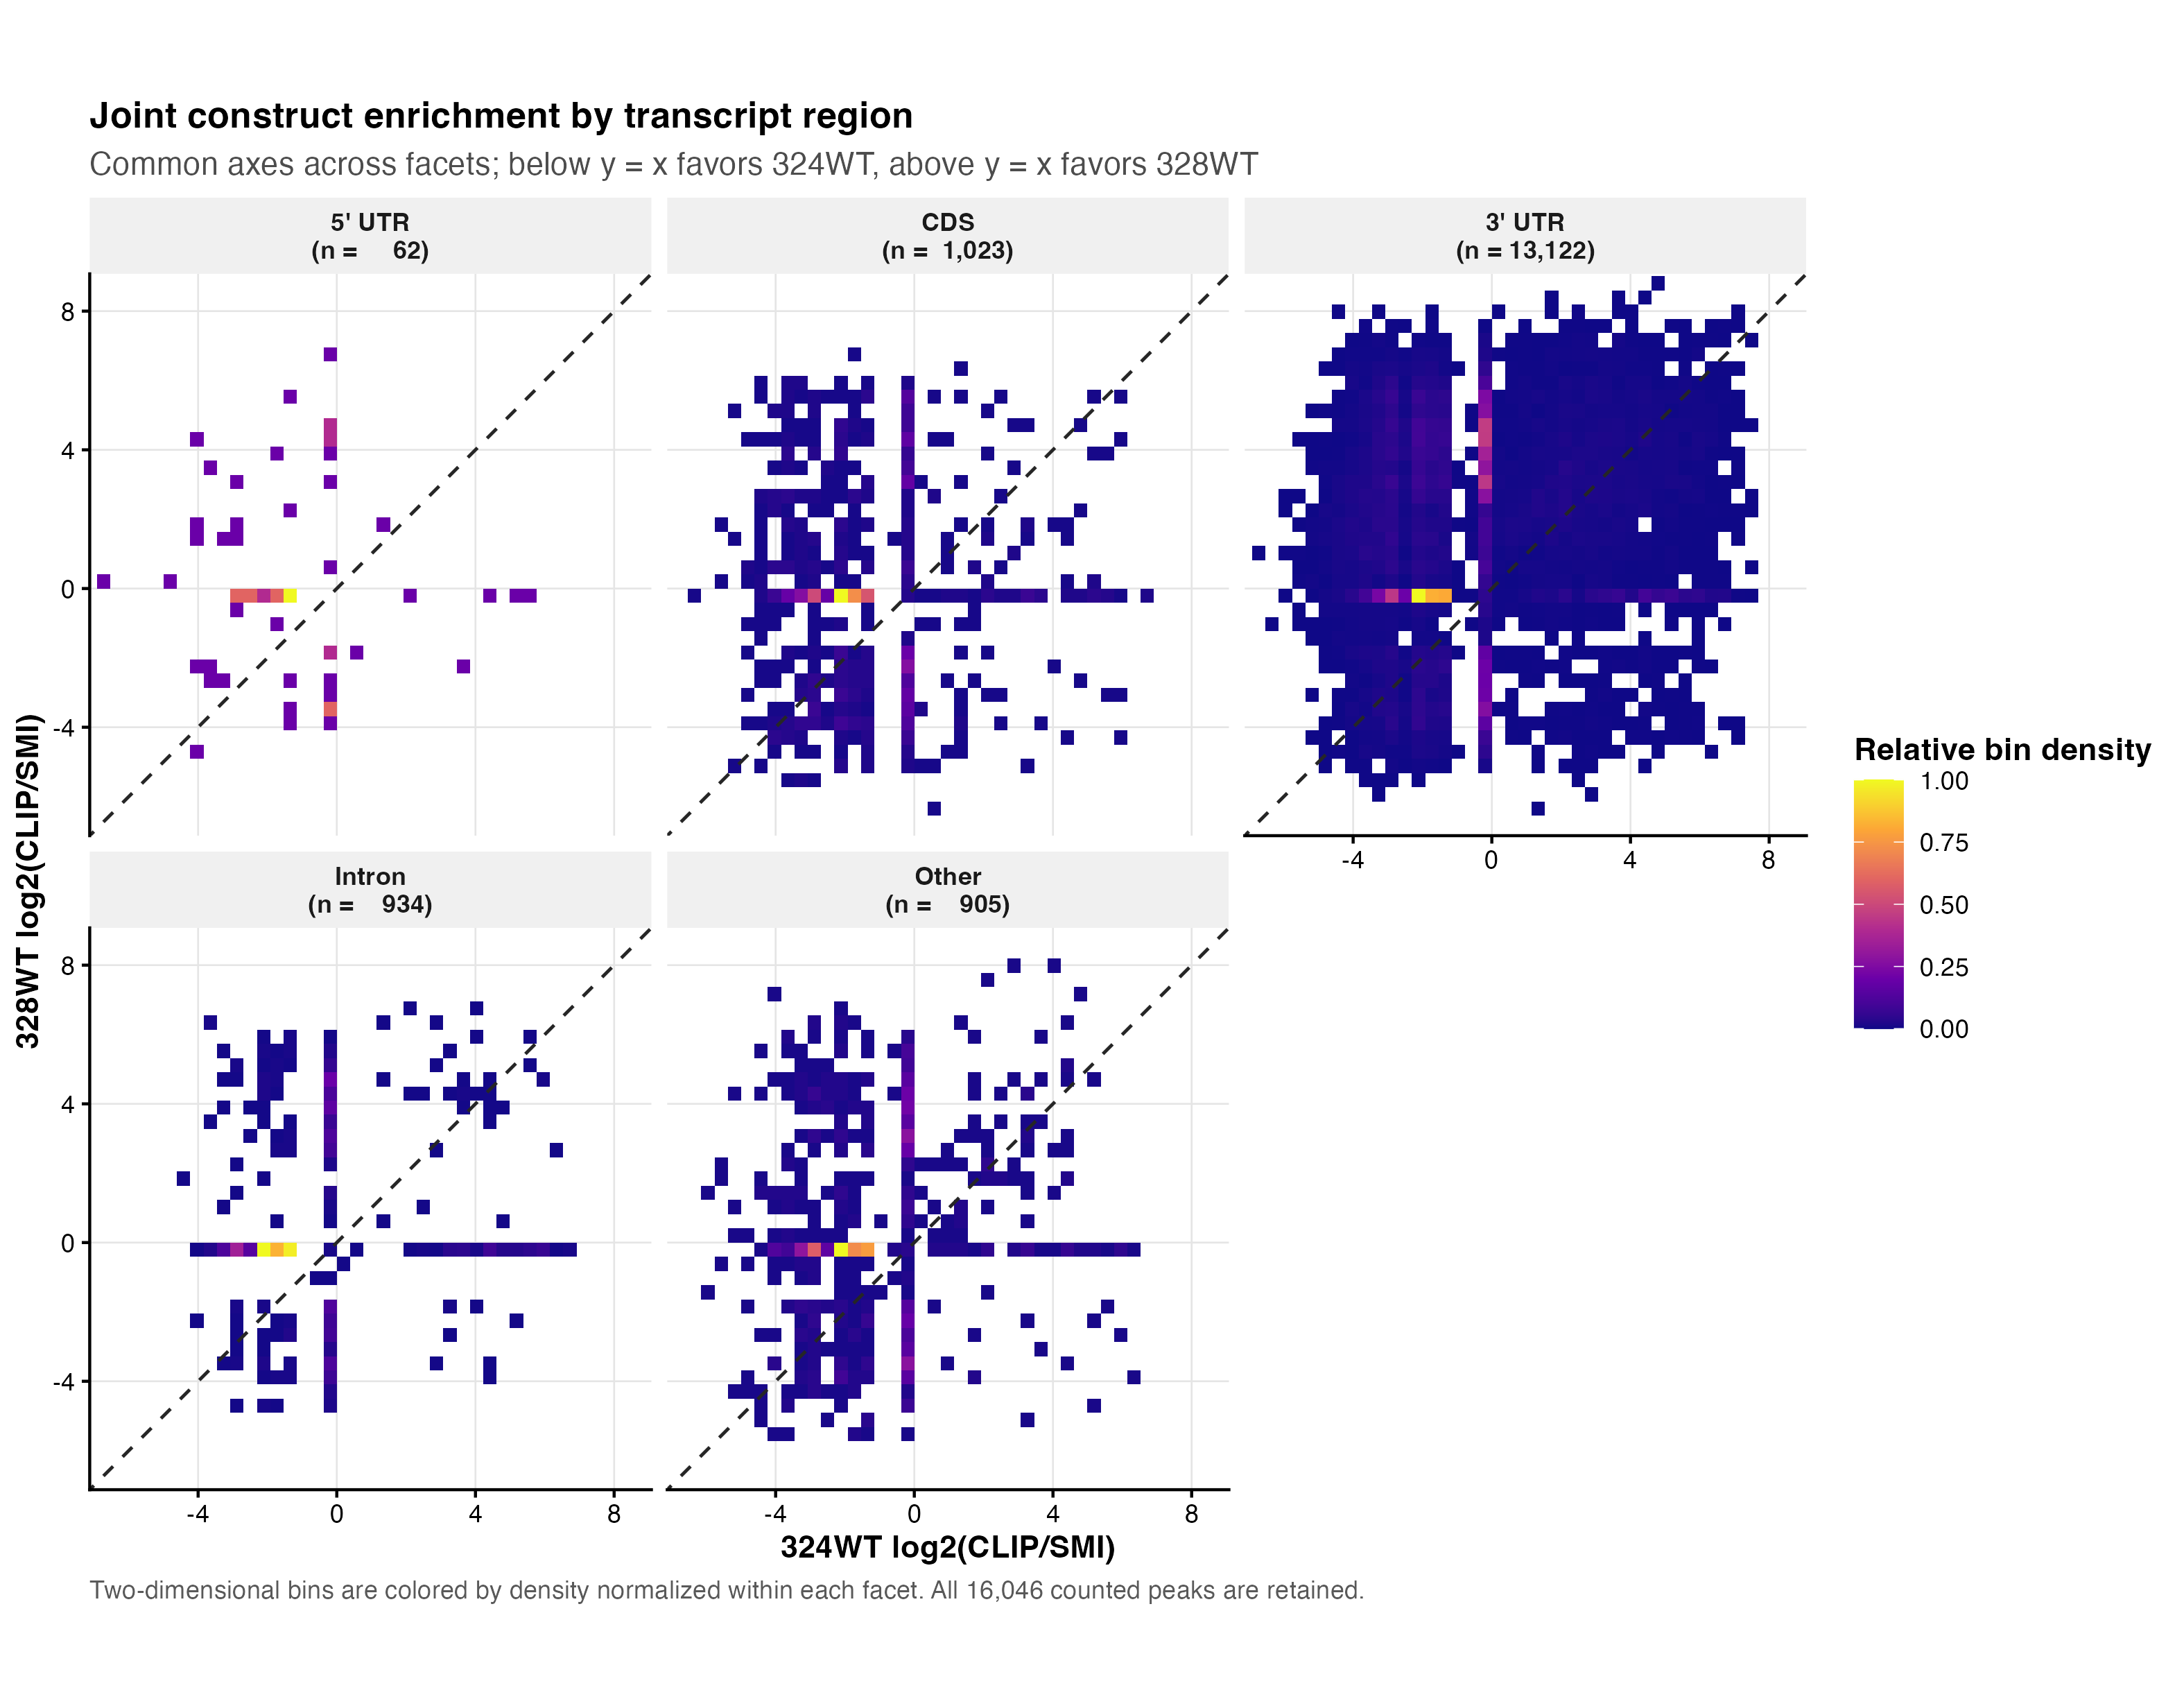 Joint construct enrichment by transcript region
Common axes across facets; below y = x favors 324WT, above y = x favors 328WT
5' UTR
(n =     62)
CDS
(n =  1,023)
3' UTR
(n = 13,122)
8
4
0
-4
-4
0
4
8
Intron
(n =    934)
Other
(n =    905)
8
4
0
-4
-4
0
4
8
-4
0
4
8
328WT log2(CLIP/SMI)
324WT log2(CLIP/SMI)
Relative bin density
1.00
0.75
0.50
0.25
0.00
Two-dimensional bins are colored by density normalized within each facet. All 16,046 counted peaks are retained.